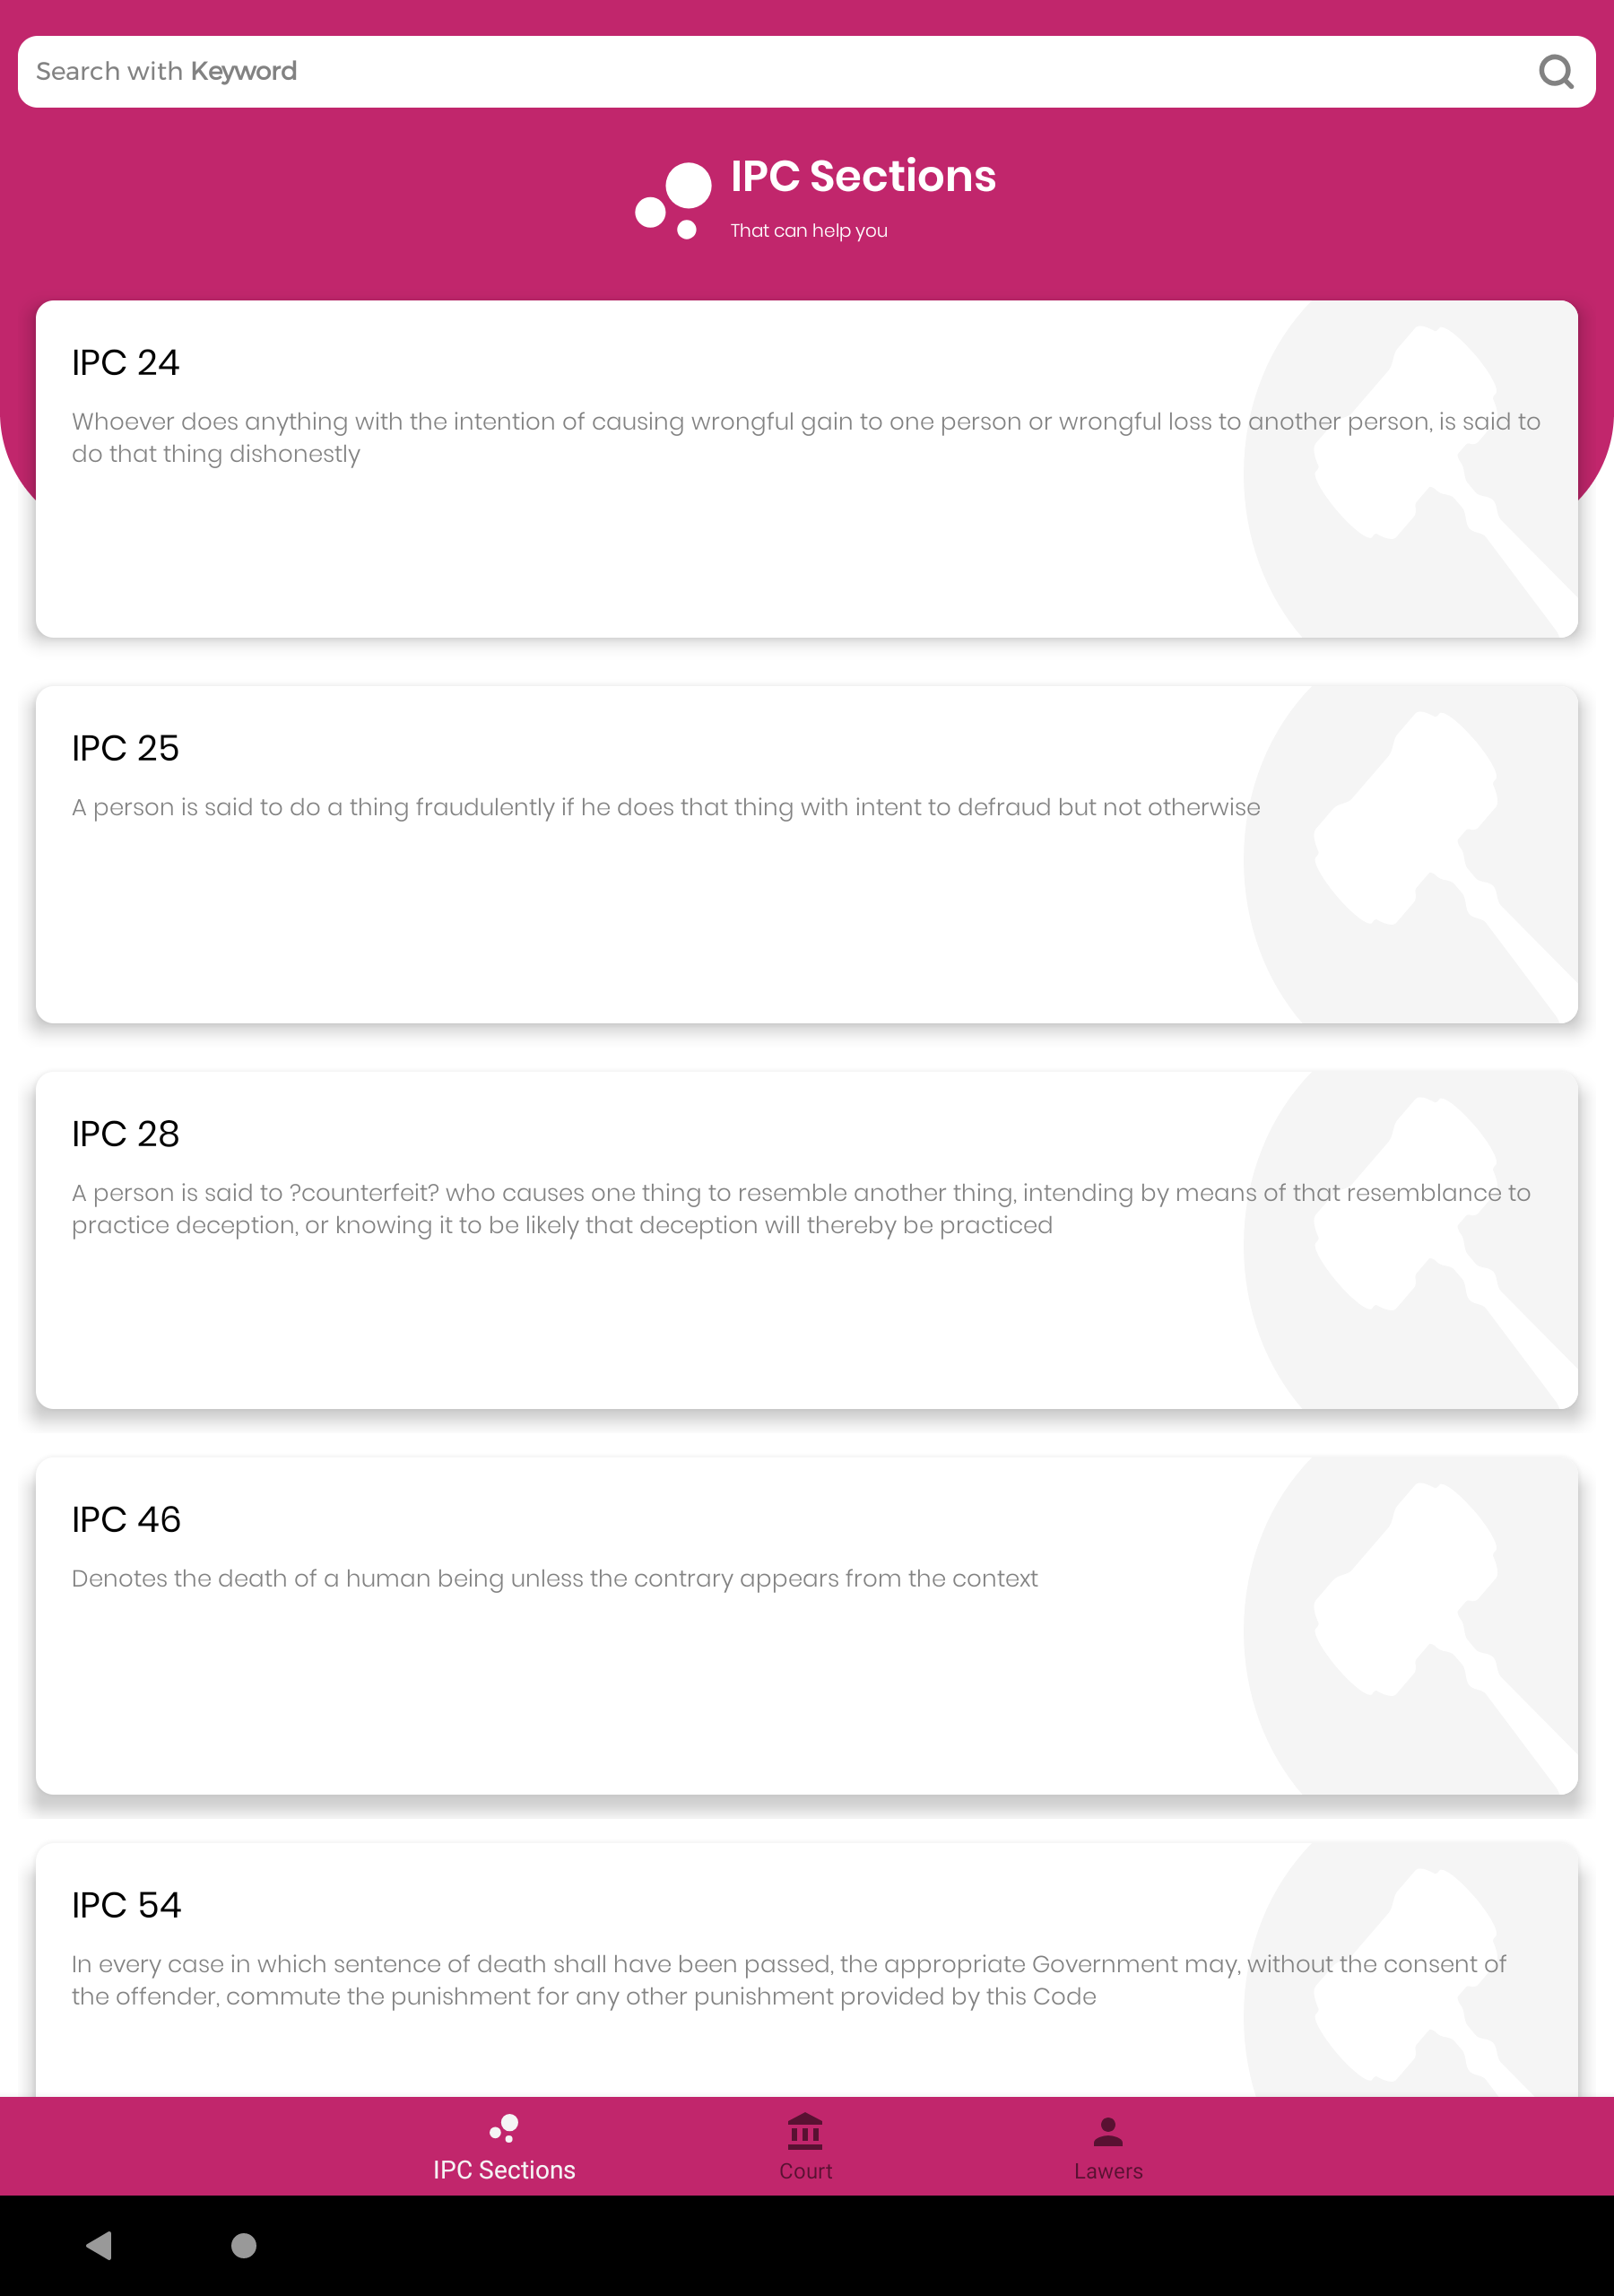 Search with Keyword
IPC Sections
That can help you
IPC 24
Whoever does anything with the intention of causing wrongful gain to one person or wrongful loss to another person, is said to
do that thing dishonestly
IPC 25
A person is said to do a thing fraudulently if he does that thing with intent to defraud but not otherwise
IPC 28
A person is said to ?counterfeit? who causes one thing to resemble another thing, intending by means of that resemblance to
practice deception, or knowing it to be likely that deception will thereby be practiced
IPC 46
Denotes the death of a human being unless the contrary appears from the context
IPC 54
In every case in which sentence of death shall have been passed, the appropriate Government may, without the consent of
the offender, commute the punishment for any other punishment provided by this Code
IPC Sections
Court
Lawers